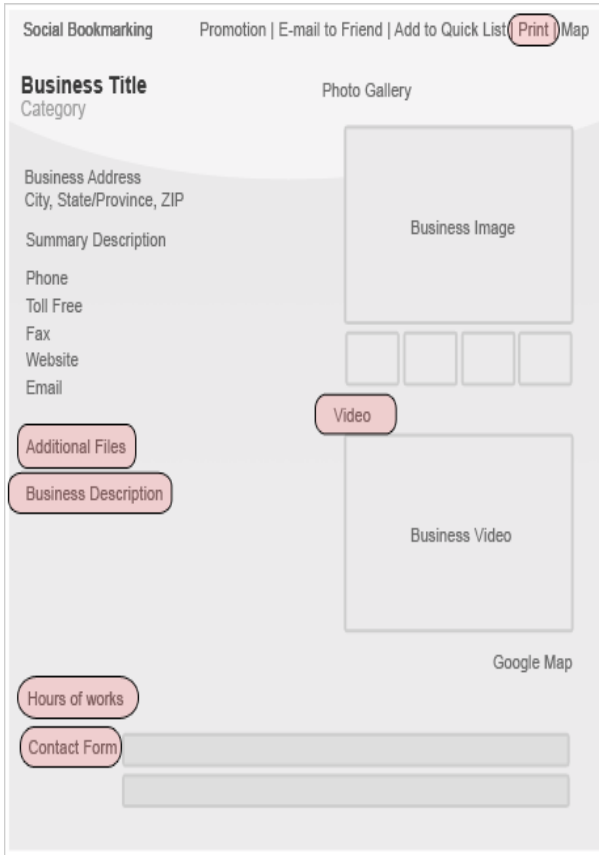 Social Bookmarking
Promotion | E-mail to Friend | Add to Quick List | Print | Map
Business Title
Category
Photo Gallery
Business Address
City, State/Province, ZIP
Summary Description
Phone
Toll Free
Fax
Website
Email
Additional Files
Business Description
Business Image
Video
Business Video
Google Map
Hours of works
Contact Form